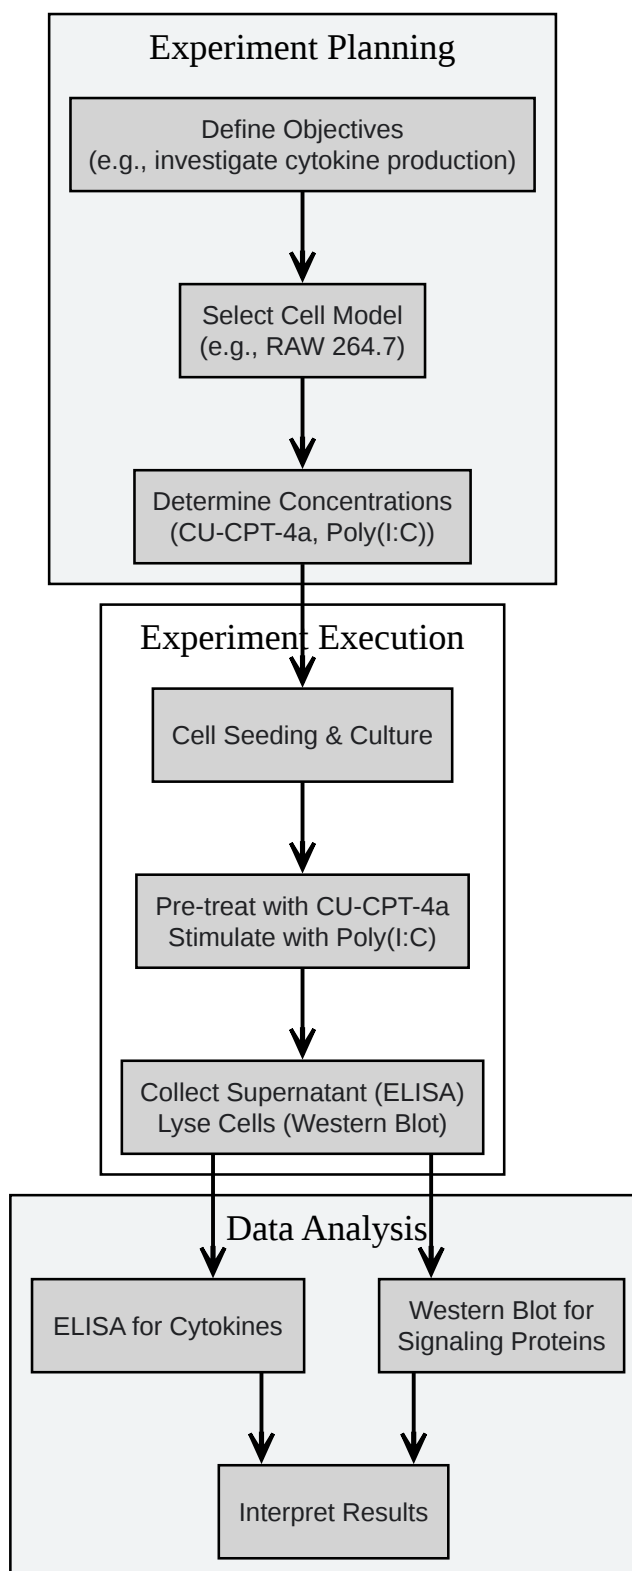 Experiment Planning
Define Objectives
(e.g., investigate cytokine production)
Select Cell Model
(e.g., RAW 264.7)
Determine Concentrations
(CU-CPT-4a, Poly(I:C))
Experiment Execution
Cell Seeding & Culture
Pre-treat with CU-CPT-4a
Stimulate with Poly(I:C)
Collect Supernatant (ELISA)
Lyse Cells (Western Blot)
Data Analysis
ELISA for Cytokines
Western Blot for
Signaling Proteins
Interpret Results